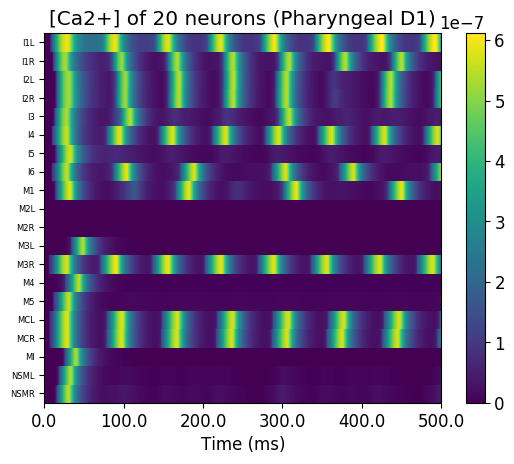 [Ca2+] of 20 neurons (Pharyngeal D1)
1e−7
I1L
I1R
I2L
I2R
I3
I4
I5
I6
M1
M2L
M2R
M3L
M3R
M4
M5
MCL
MCR
MI
NSML
NSMR
0.0 100.0 200.0 300.0 400.0 500.0
Time (ms)
6
5
4
3
2
1
0